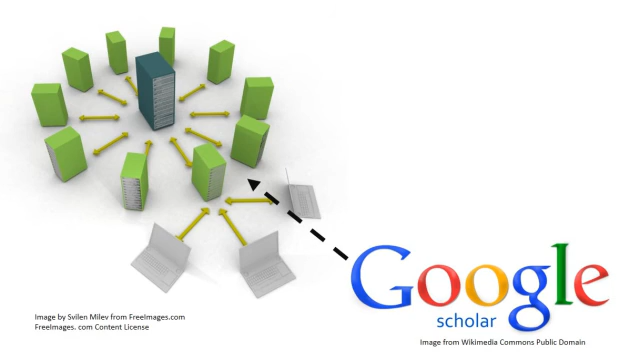 Google
scholar
Image by Svilen Milev from FreeImages.com
FreeImages. com Content License
Image from Wikimedia Commons Public Domain